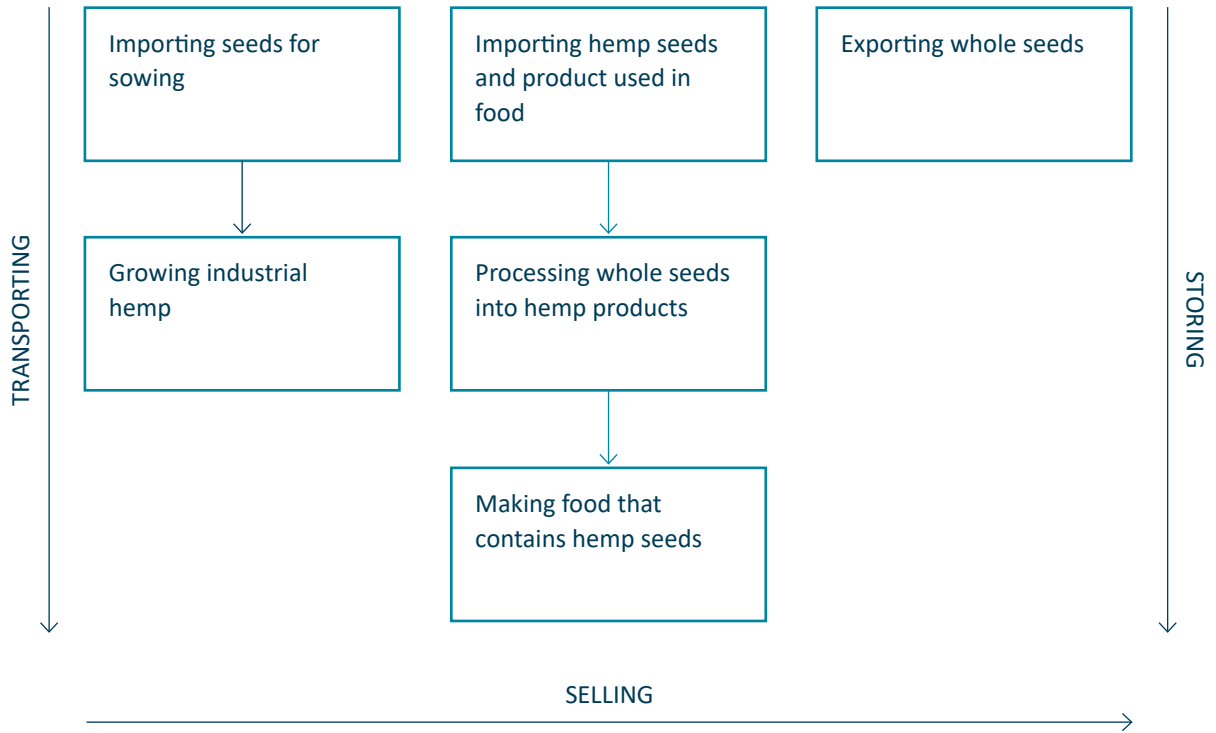 Importing seeds for
sowing
Importing hemp seeds
and product used in
food
Exporting whole seeds
TRANSPORTING
Growing industrial
hemp
Processing whole seeds
into hemp products
STORING
Making food that
contains hemp seeds
SELLING